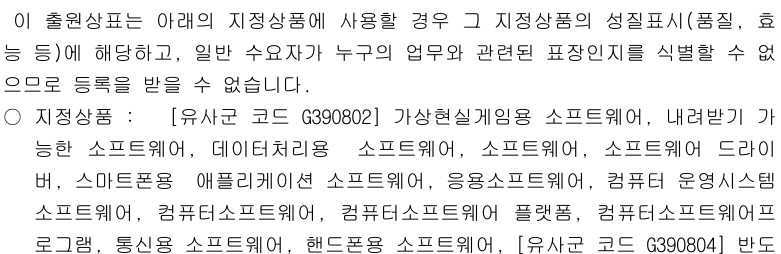 이 출원상표는 아래의 지정상품에 사용할 경우 그 지정상품의 성질표시(품질, 효
능 등)에 해당하고, 일반 수요자가 누구의 업무와 관련된 표장인지를 식별할 수 없
으므로 등록을 받을 수 없습니다.
○ 지정상품 : [유사군 코드 G390802] 가상현실게임용 소프트웨어, 내려받기 가
능한 소프트웨어, 데이터처리용 소프트웨어, 소프트웨어, 소프트웨어 드라이
버, 스마트폰용 애플리케이션 소프트웨어, 응용소프트웨어, 컴퓨터 운영시스템
소프트웨어, 컴퓨터소프트웨어, 컴퓨터소프트웨어 플랫폼, 컴퓨터소프트웨어프
로그램, 통신용 소프트웨어, 핸드폰용 소프트웨어, [유사군 코드 G390804] 반도